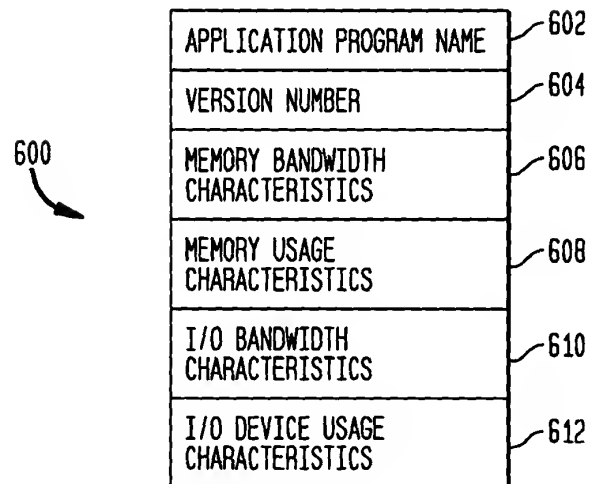 APPLICATION PROGRAM NAME
602
VERSION NUMBER
604
600
MEMORY BANDWIDTH
CHARACTERISTICS
606
MEMORY USAGE
CHARACTERISTICS
608
I/O BANDWIDTH
CHARACTERISTICS
610
I/O DEVICE USAGE
CHARACTERISTICS
612